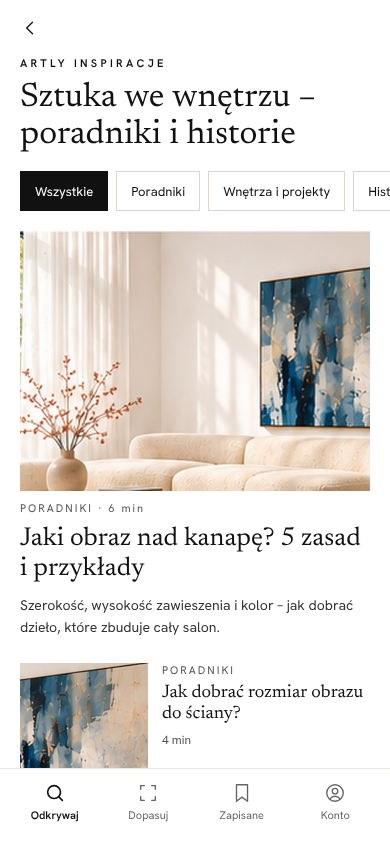 ARTLY INSPIRACJE
Sztuka we wnętrzu –
poradniki i historie
Wszystkie
Poradniki
Wnętrza i projekty
Hist
PORADNIKI · 6 min
Jaki obraz nad kanapę? 5 zasad
i przykłady
Szerokość, wysokość zawieszenia i kolor – jak dobrać
dzieło, które zbuduje cały salon.
PORADNIKI
Jak dobrać rozmiar obrazu
do ściany?
4 min
Odkrywaj
Dopasuj
Zapisane
Konto